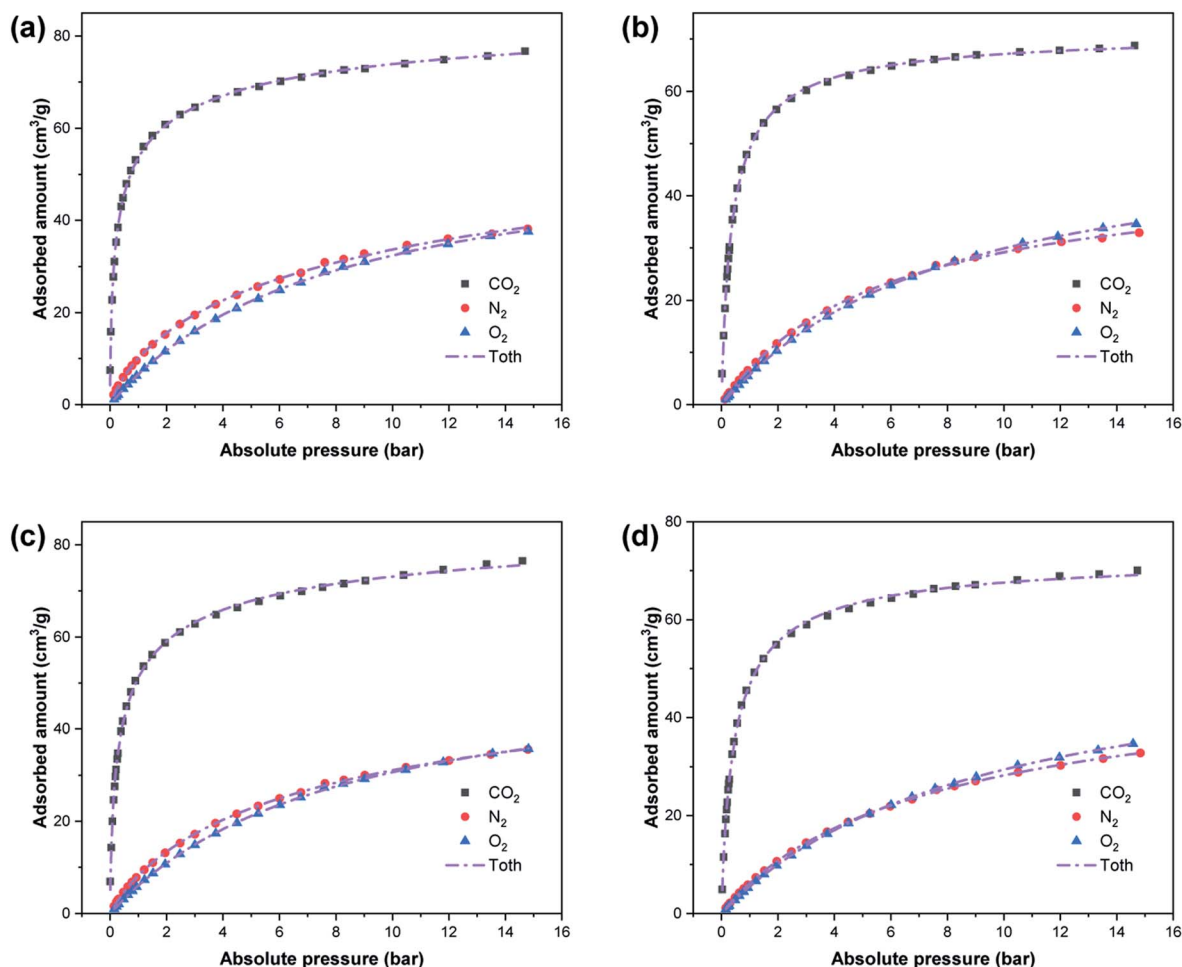 (a)
80
60
40
20
0
Adsorbed amount (cm³/g)
CO₂
N₂
O₂
Toth
0 2 4 6 8 10 12 14 16
Absolute pressure (bar)
(b)
60
40
20
0
Adsorbed amount (cm³/g)
CO₂
N₂
O₂
Toth
0 2 4 6 8 10 12 14 16
Absolute pressure (bar)
(c)
80
60
40
20
0
Adsorbed amount (cm³/g)
CO₂
N₂
O₂
Toth
0 2 4 6 8 10 12 14 16
Absolute pressure (bar)
(d)
80
60
40
20
0
Adsorbed amount (cm³/g)
CO₂
N₂
O₂
Toth
0 2 4 6 8 10 12 14 16
Absolute pressure (bar)